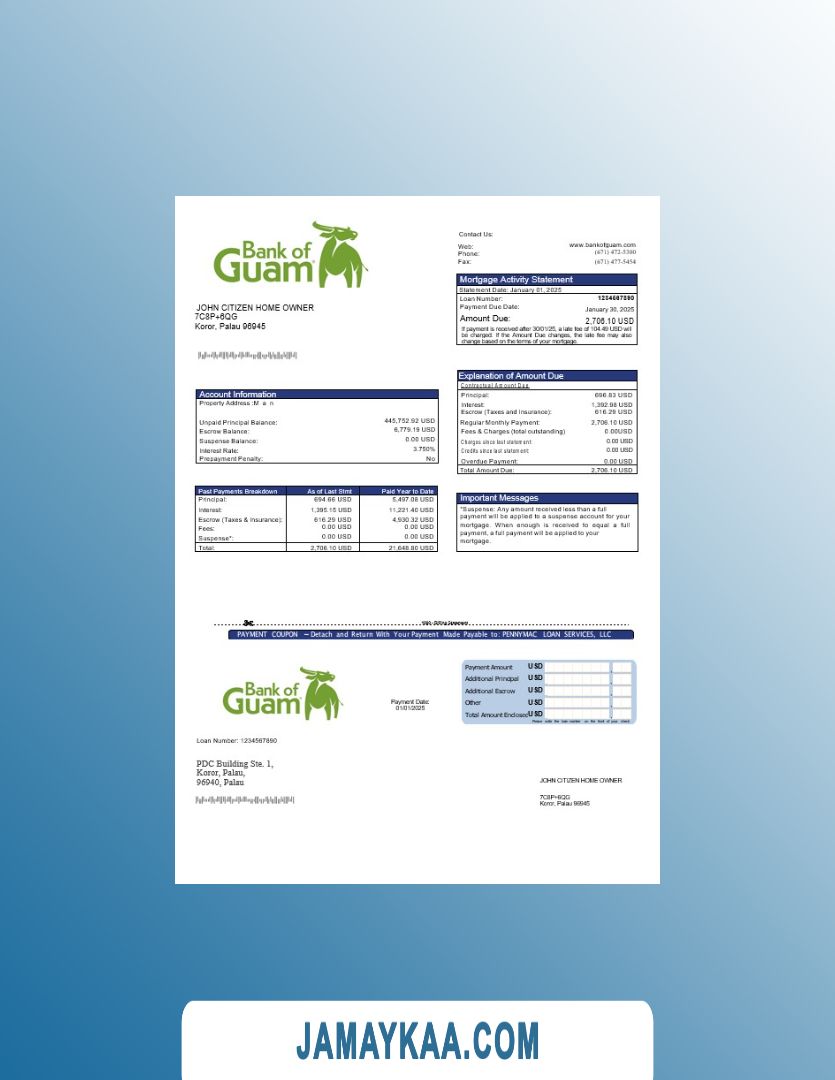 Bank of
Guam
JOHN CITIZEN HOME OWNER
7C8P+6QG
Koror, Palau 96945
Contact Us:
Web: www.bankofguam.com
Phone: (671) 472-5300
Fax: (671) 477-5454
Mortgage Activity Statement
Statement Date: January 01, 2025
Loan Number: 1234567890
Payment Due Date: January 30, 2025
Amount Due: 2,706.10 USD
If payment is received after 30/01/25, a late fee of 104.49 USD will
be charged. If the Amount Due changes, the late fee may also
change based on the terms of your mortgage.
Account Information
Property Address :M a n
Unpaid Principal Balance: 445,752.92 USD
Escrow Balance: 6,779.19 USD
Suspense Balance: 0.00 USD
Interest Rate: 3.750%
Prepayment Penalty: No
Explanation of Amount Due
Contractual Amount Due
Principal: 696.83 USD
Interest: 1,392.98 USD
Escrow (Taxes and Insurance): 616.29 USD
Regular Monthly Payment: 2,706.10 USD
Fees & Charges (total outstanding) 0.00USD
Charges since last statement: 0.00 USD
Credits since last statement: 0.00 USD
Overdue Payment: 0.00 USD
Total Amount Due: 2,706.10 USD
Past Payments Breakdown As of Last Stmt Paid Year to Date
Principal: 694.66 USD 5,497.08 USD
Interest: 1,395.15 USD 11,221.40 USD
Escrow (Taxes & Insurance): 616.29 USD 4,930.32 USD
Fees: 0.00 USD 0.00 USD
Suspense*: 0.00 USD 0.00 USD
Total: 2,706.10 USD 21,648.80 USD
Important Messages
*Suspense: Any amount received less than a full
payment will be applied to a suspense account for your
mortgage. When enough is received to equal a full
payment, a full payment will be applied to your
mortgage.
PAYMENT COUPON – Detach and Return With Your Payment Made Payable to: PENNYMAC LOAN SERVICES, LLC
Bank of
Guam
Payment Date:
01/01/2025
Payment Amount USD
Additional Principal USD
Additional Escrow USD
Other USD
Total Amount Enclosed USD
Please write the loan number on the front of your check
Loan Number: 1234567890
PDC Building Ste. 1,
Koror, Palau,
96940, Palau
JOHN CITIZEN HOME OWNER
7C8P+6QG
Koror, Palau 96945
JAMAYKAA.COM